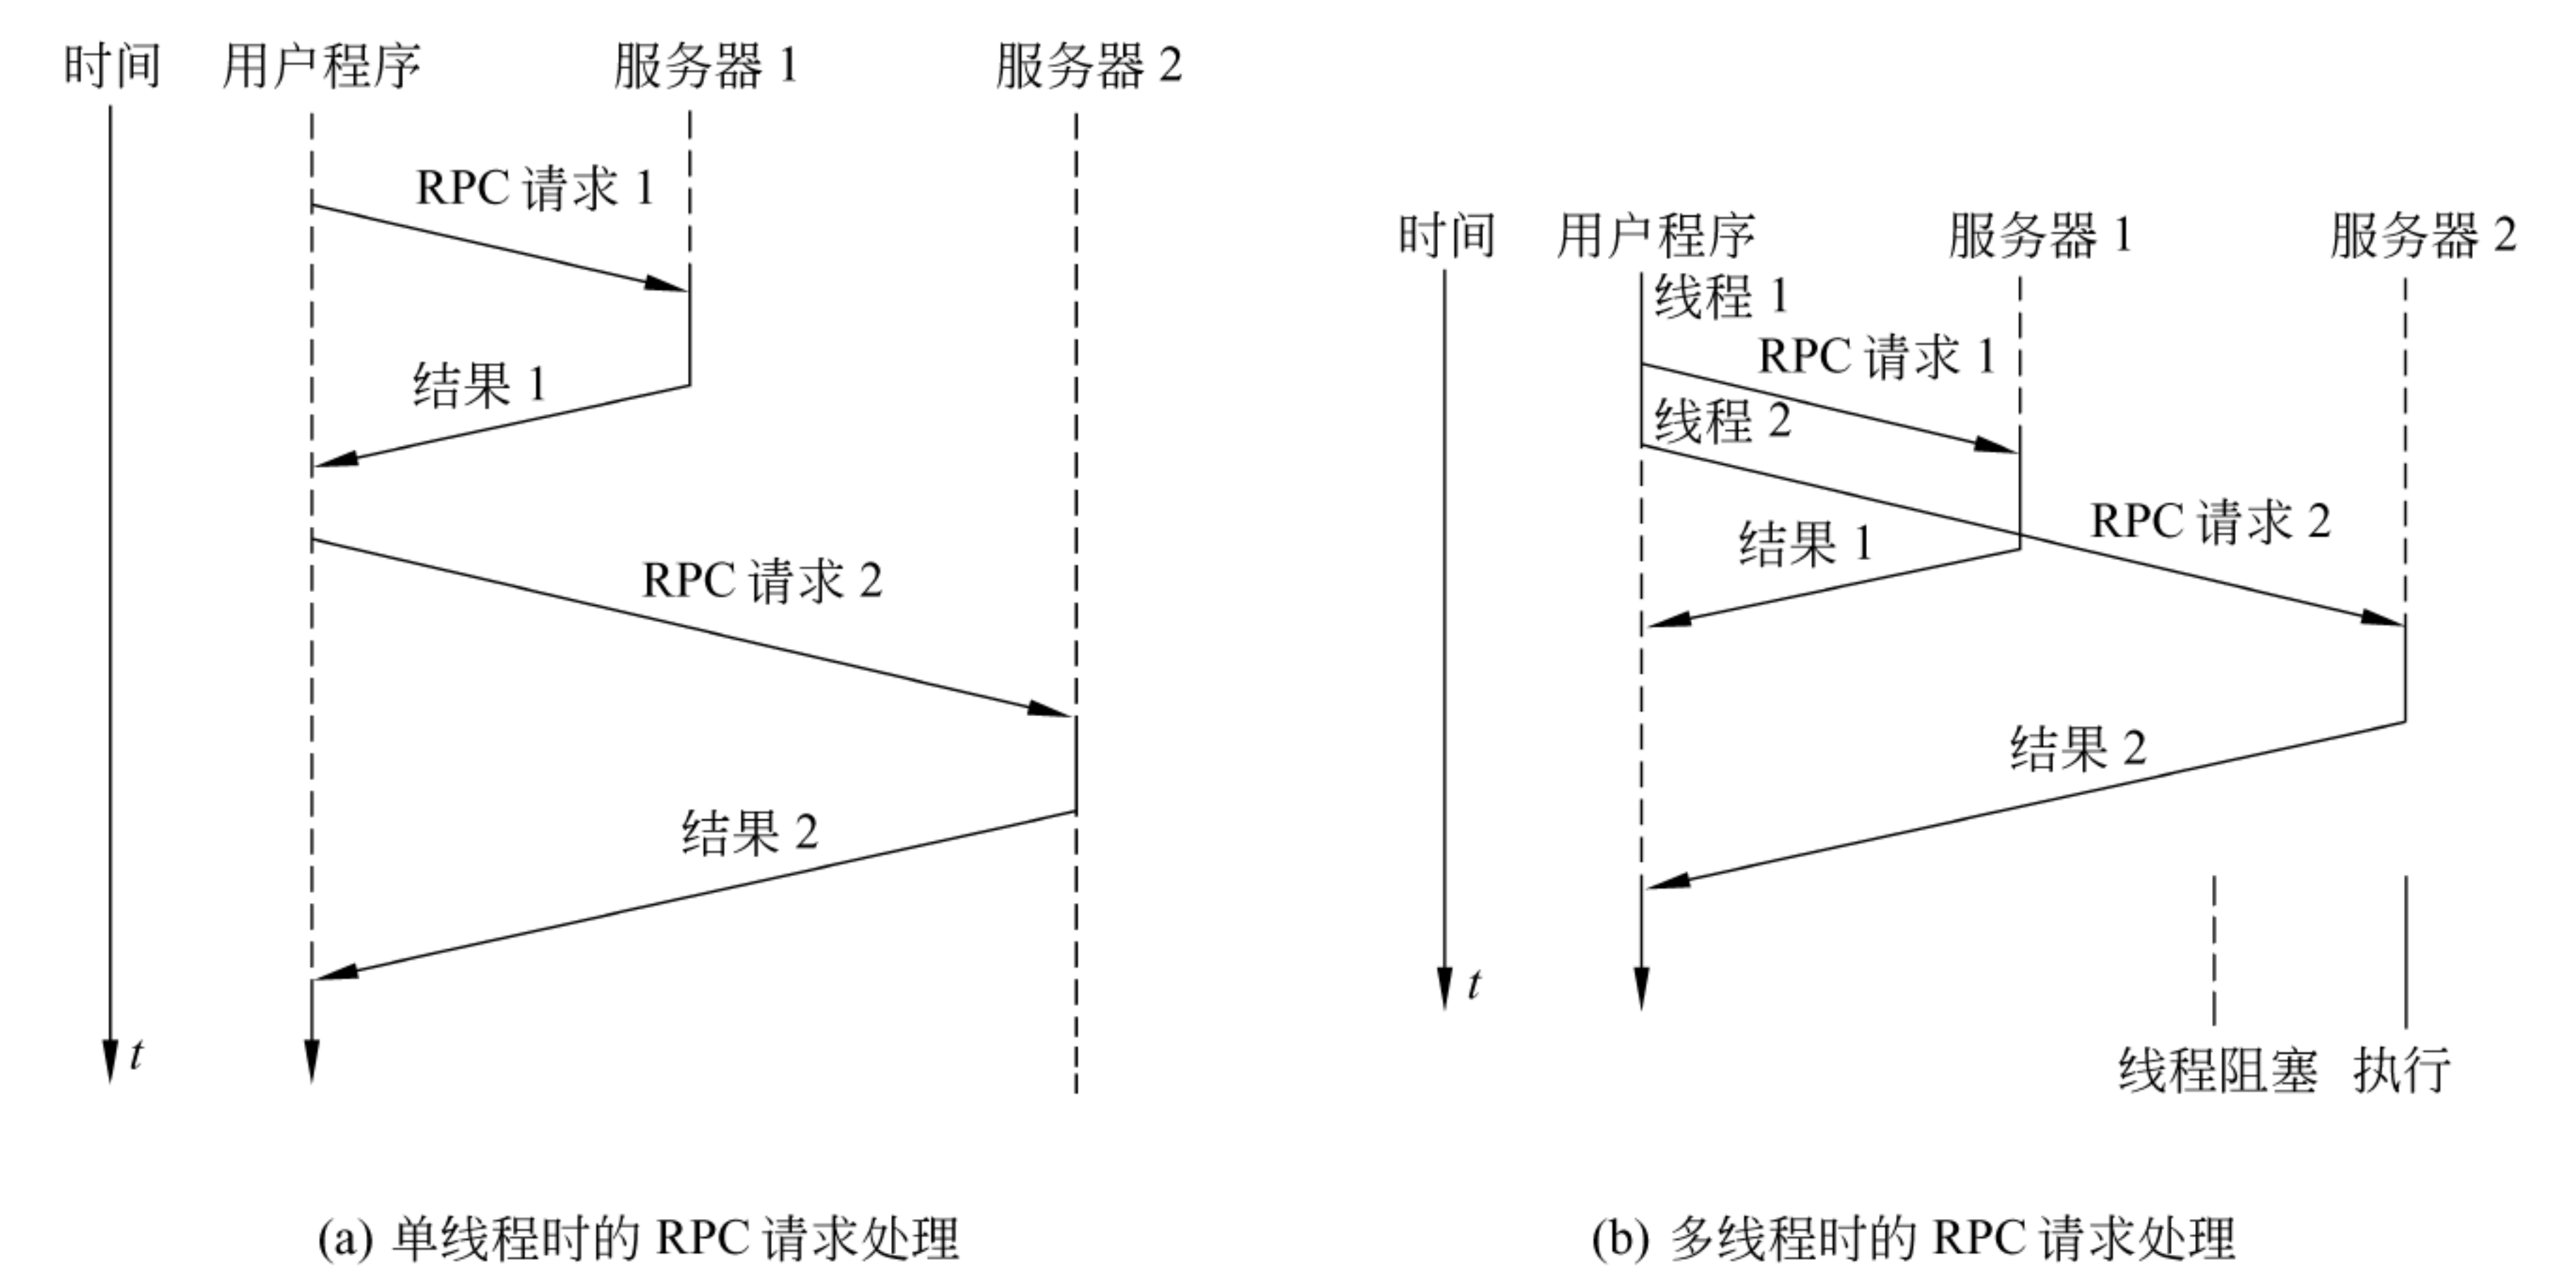 时间
用户程序
服务器 1
服务器 2
RPC 请求 1
结果 1
RPC 请求 2
结果 2
t
(a) 单线程时的 RPC 请求处理
时间
用户程序
服务器 1
服务器 2
线程 1
RPC 请求 1
线程 2
RPC 请求 2
结果 1
结果 2
t
线程阻塞
执行
(b) 多线程时的 RPC 请求处理